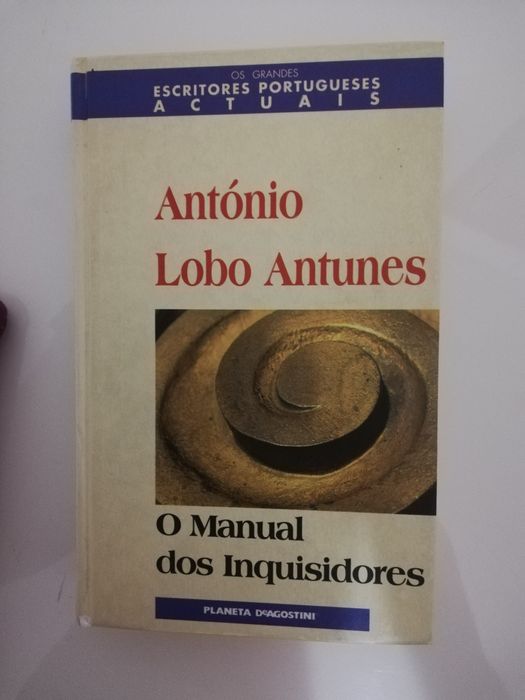 OS GRANDES
ESCRITORES PORTUGUESES
ACTUAIS
António
Lobo Antunes
O Manual
dos Inquisidores
PLANETA DeAGOSTINI